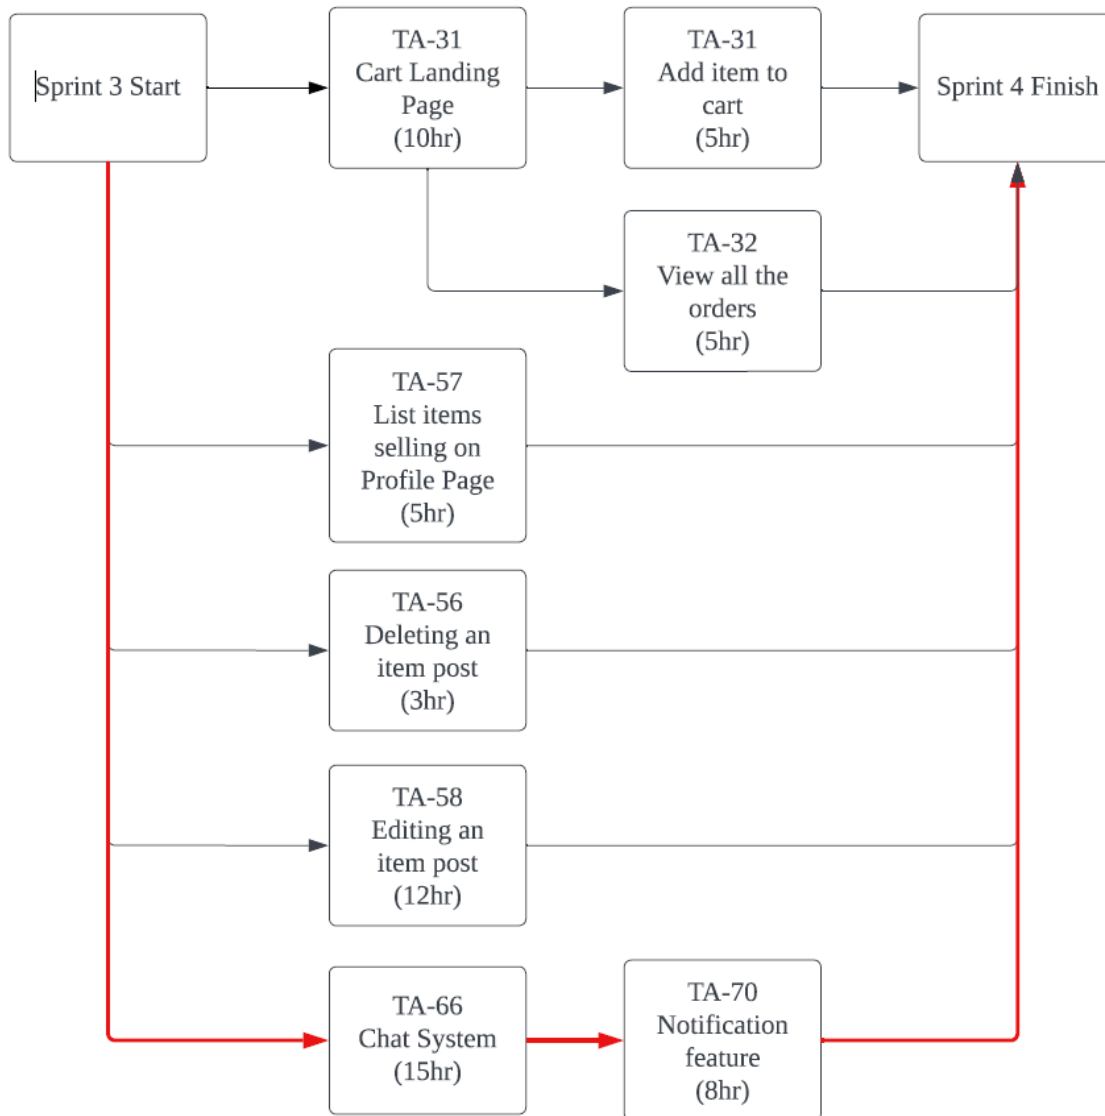 Sprint 3 Start
TA-31
Cart Landing
Page
(10hr)
TA-31
Add item to
cart
(5hr)
Sprint 4 Finish
TA-32
View all the
orders
(5hr)
TA-57
List items
selling on
Profile Page
(5hr)
TA-56
Deleting an
item post
(3hr)
TA-58
Editing an
item post
(12hr)
TA-66
Chat System
(15hr)
TA-70
Notification
feature
(8hr)